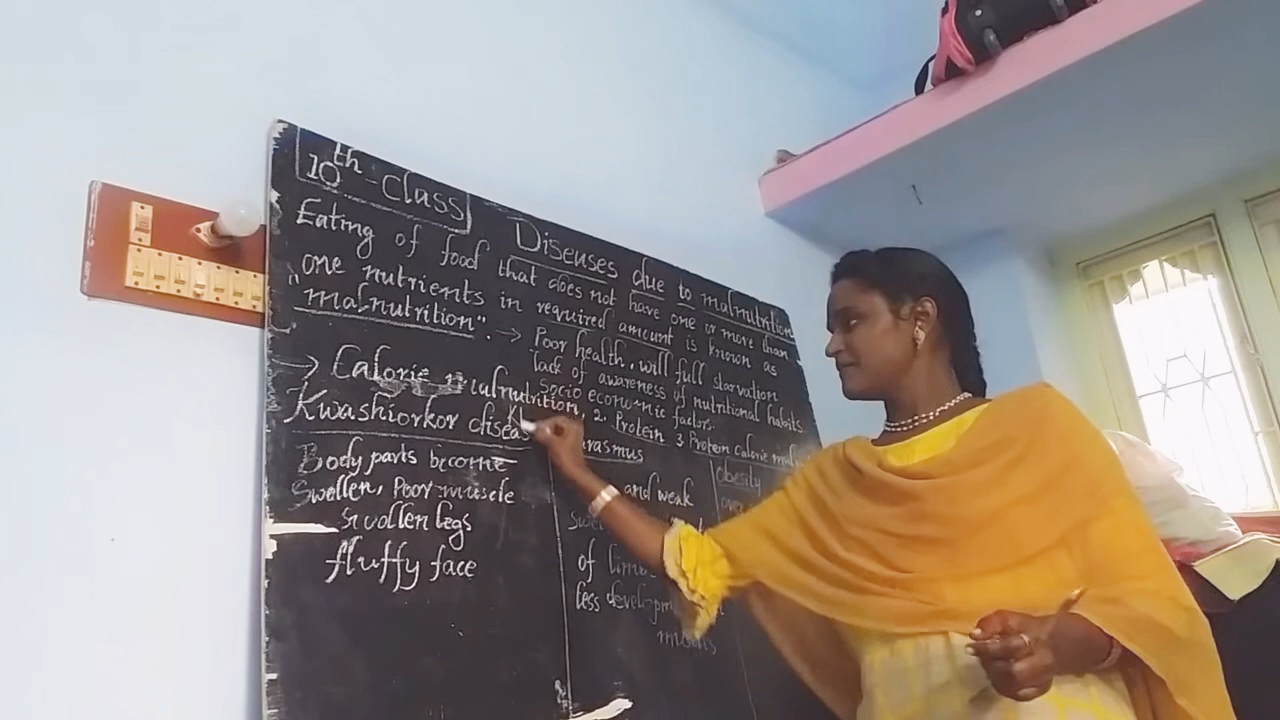 10th-class
Disenses due to malnutrition
Eating of food that does not have one or more than
one nutrients in required amount is known as
"malnutrition". → Poor health, will full starvation
lack of awareness of nutritional habits
Socio economic factors.
→ Calorie malnutrition, 2. Protein 3 Protein calorie
Kwashiorkor
Body parts become
Swollen, Poor muscle
Swollen legs
fluffy face
and weak
of
less
obesity